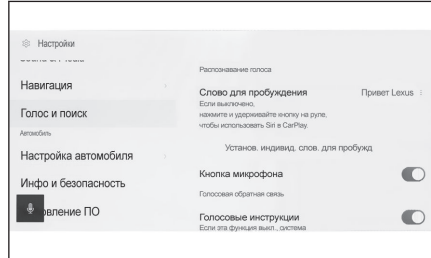 Настройки
Навигация
Голос и поиск
Автомобиль
Настройка автомобиля
Инфо и безопасность
овление ПО
Распознавание голоса
Слово для пробуждения
Привет Lexus
Если выключено,
нажмите и удерживайте кнопку на руле,
чтобы использовать Siri в CarPlay.
Установ. индивид. слов. для пробужд
Кнопка микрофона
Голосовая обратная связь
Голосовые инструкции
Если эта функция выкл., система